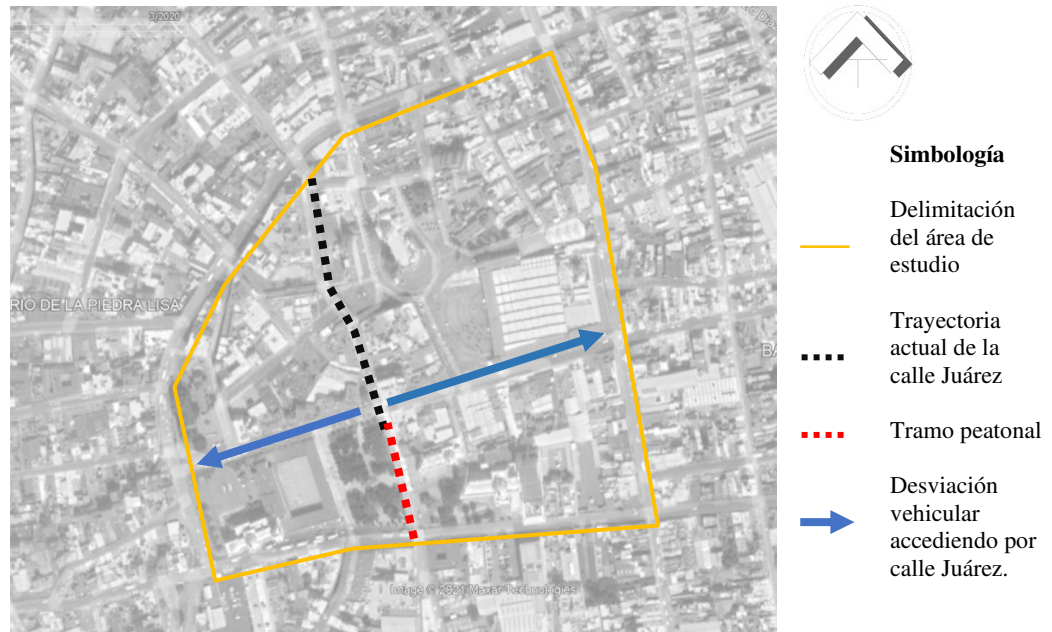 3/2020
RIO DE LA PIEDRA LISA
BA
Image © 2021 Maxar Technologies
Simbología
Delimitación
del área de
estudio
Trayectoria
actual de la
calle Juárez
Tramo peatonal
Desviación
vehicular
accediendo por
calle Juárez.